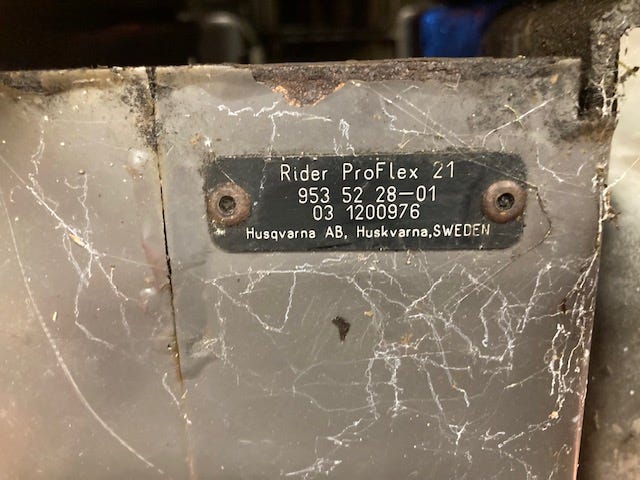 Rider ProFlex 21
953 52 28-01
03 1200976
Husqvarna AB, Huskvarna,SWEDEN